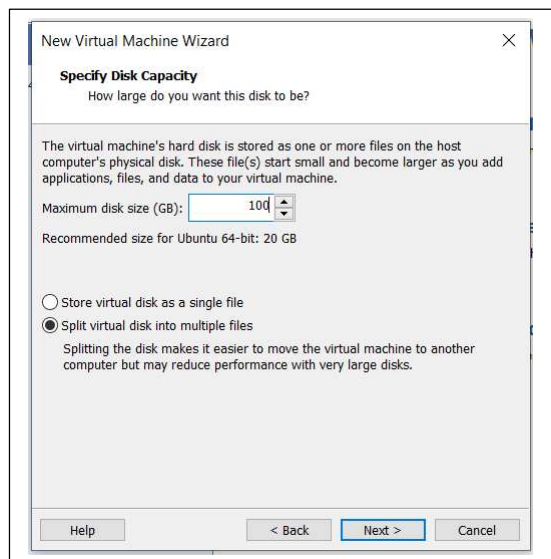 New Virtual Machine Wizard
Specify Disk Capacity
How large do you want this disk to be?
The virtual machine's hard disk is stored as one or more files on the host
computer's physical disk. These file(s) start small and become larger as you add
applications, files, and data to your virtual machine.
Maximum disk size (GB): 100
Recommended size for Ubuntu 64-bit: 20 GB
Store virtual disk as a single file
Split virtual disk into multiple files
Splitting the disk makes it easier to move the virtual machine to another
computer but may reduce performance with very large disks.
Help < Back Next > Cancel